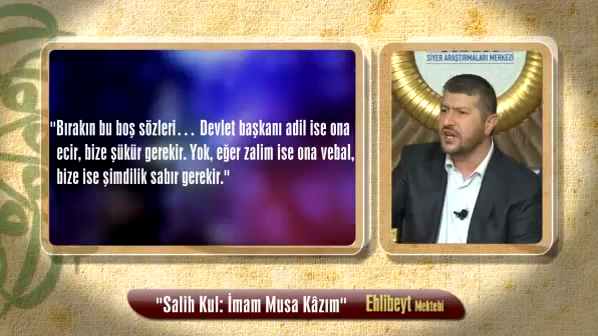 SİYER ARAŞTIRMALARI MERKEZİ
"Bırakın bu boş sözleri… Devlet başkanı adil ise ona
ecir, bize şükür gerekir. Yok, eğer zalim ise ona vebal,
bize ise şimdilik sabır gerekir."
"Salih Kul: İmam Musa Kâzım" Ehlibeyt Mektebi